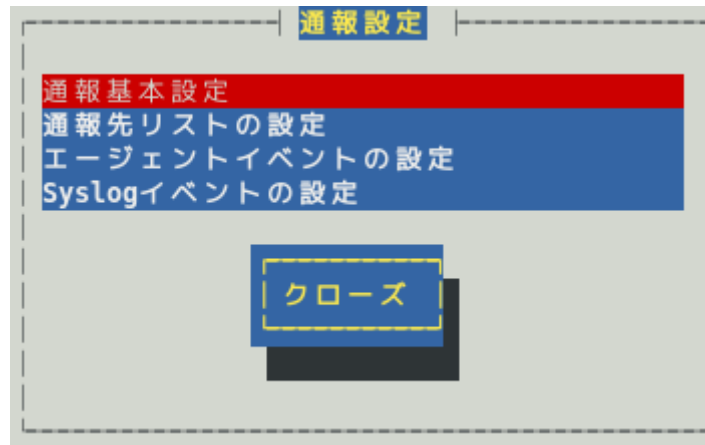 通報設定
通報基本設定
通報先リストの設定
エージェントイベントの設定
Syslogイベントの設定
クローズ